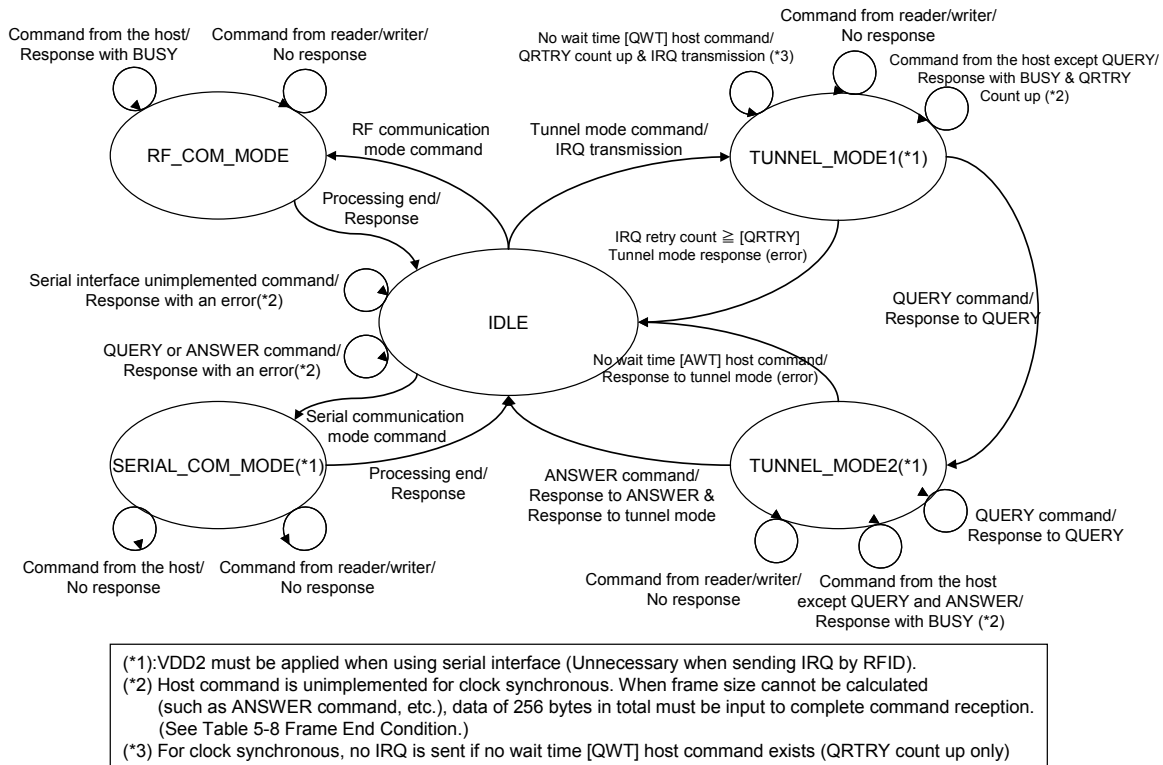 Command from the host/
Response with BUSY
Command from reader/writer/
No response
RF_COM_MODE
RF communication
mode command
Processing end/
Response
No wait time [QWT] host command/
QRTRY count up & IRQ transmission (*3)
Command from reader/writer/
No response
Command from the host except QUERY/
Response with BUSY & QRTRY
Count up (*2)
Tunnel mode command/
IRQ transmission
TUNNEL_MODE1(*1)
IRQ retry count ≧ [QRTRY]
Tunnel mode response (error)
Serial interface unimplemented command/
Response with an error(*2)
IDLE
QUERY command/
Response to QUERY
QUERY or ANSWER command/
Response with an error(*2)
No wait time [AWT] host command/
Response to tunnel mode (error)
Serial communication
mode command
SERIAL_COM_MODE(*1)
Processing end/
Response
ANSWER command/
Response to ANSWER &
Response to tunnel mode
TUNNEL_MODE2(*1)
QUERY command/
Response to QUERY
Command from the host/
No response
Command from reader/writer/
No response
Command from reader/writer/
No response
Command from the host
except QUERY and ANSWER/
Response with BUSY (*2)
(*1):VDD2 must be applied when using serial interface (Unnecessary when sending IRQ by RFID).
(*2) Host command is unimplemented for clock synchronous. When frame size cannot be calculated
(such as ANSWER command, etc.), data of 256 bytes in total must be input to complete command reception.
(See Table 5-8 Frame End Condition.)
(*3) For clock synchronous, no IRQ is sent if no wait time [QWT] host command exists (QRTRY count up only)